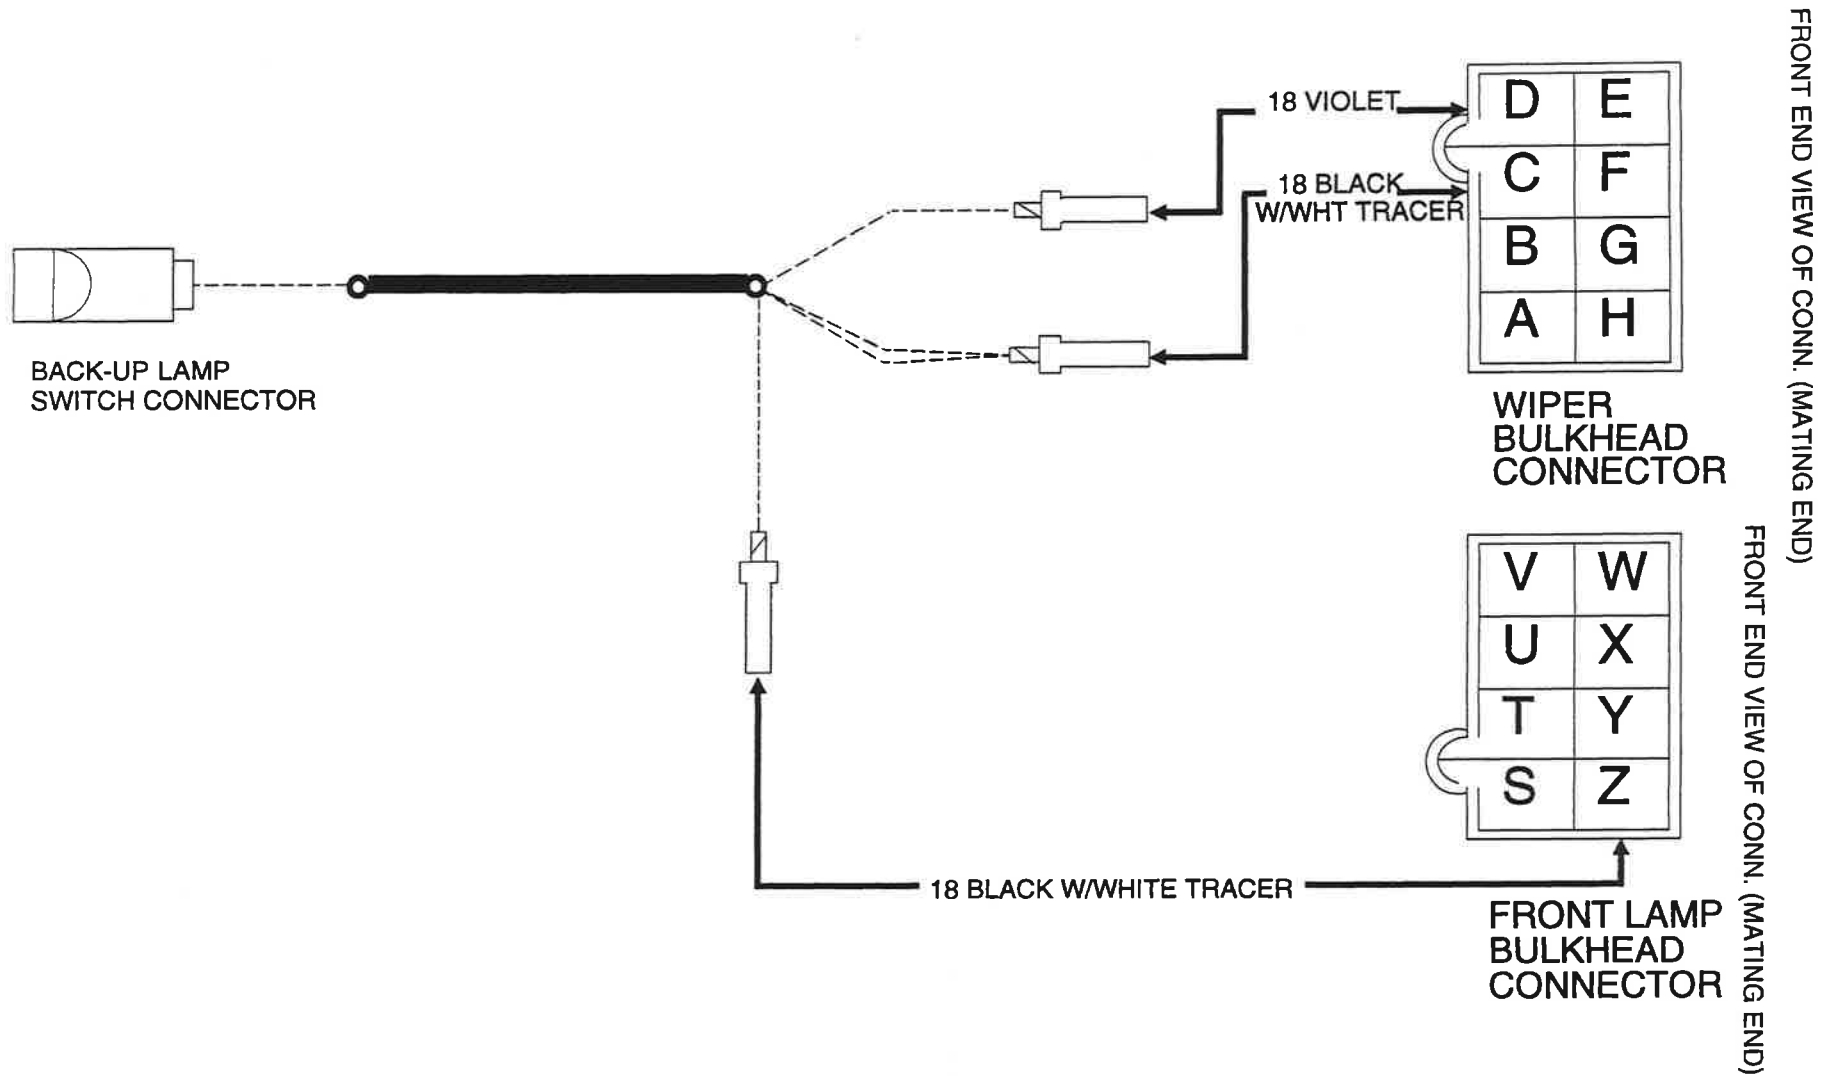 18 VIOLET
18 BLACK
W/WHT TRACER
D E
C F
B G
A H
WIPER
BULKHEAD
CONNECTOR
FRONT END VIEW OF CONN. (MATING END)
BACK-UP LAMP
SWITCH CONNECTOR
V W
U X
T Y
S Z
18 BLACK W/WHITE TRACER
FRONT LAMP
BULKHEAD
CONNECTOR
FRONT END VIEW OF CONN. (MATING END)